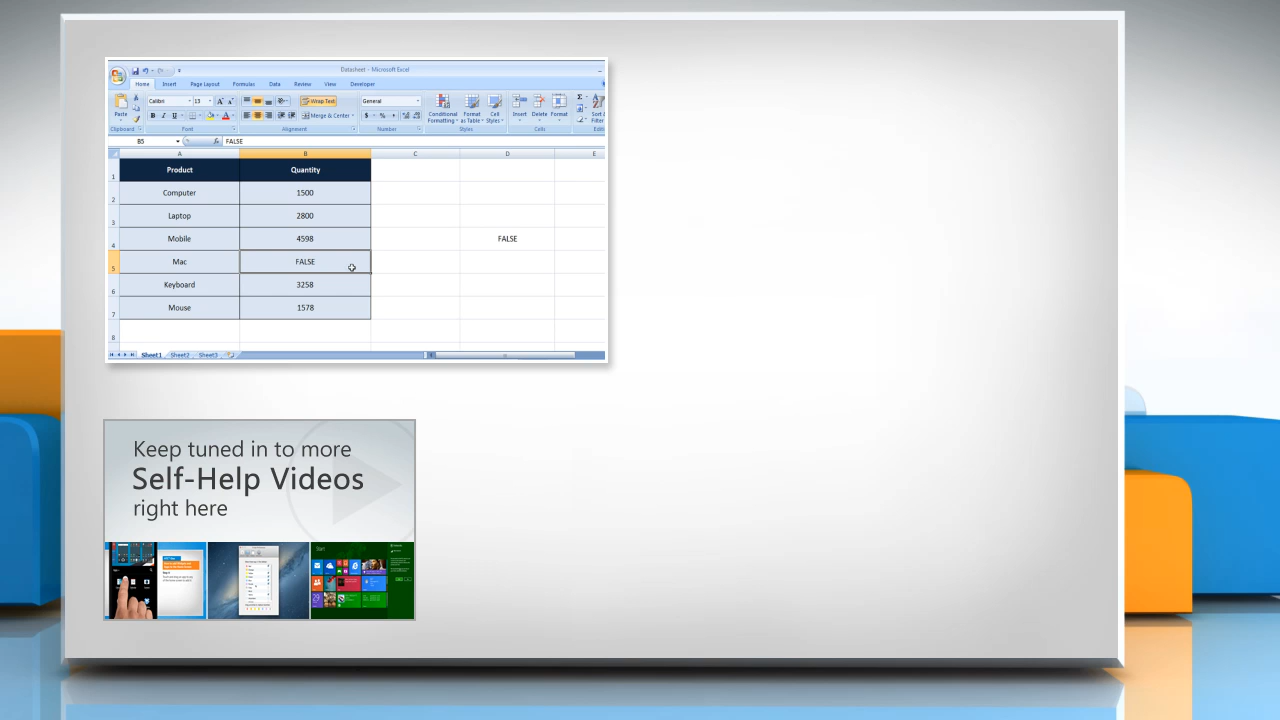 Datasheet - Microsoft Excel
Home Insert Page Layout Formulas Data Review View Developer
Calibri 13 Wrap Text General
Paste B I U Merge & Center $ % Conditional Formatting Format as Table Cell Styles Insert Delete Format Sort & Filter
Clipboard Font Alignment Number Styles Cells
B5 fx FALSE
A B C D E
1 Product Quantity
2 Computer 1500
3 Laptop 2800
4 Mobile 4598 FALSE
5 Mac FALSE
6 Keyboard 3258
7 Mouse 1578
8
Sheet1 Sheet2 Sheet3
Keep tuned in to more
Self-Help Videos
right here
Start